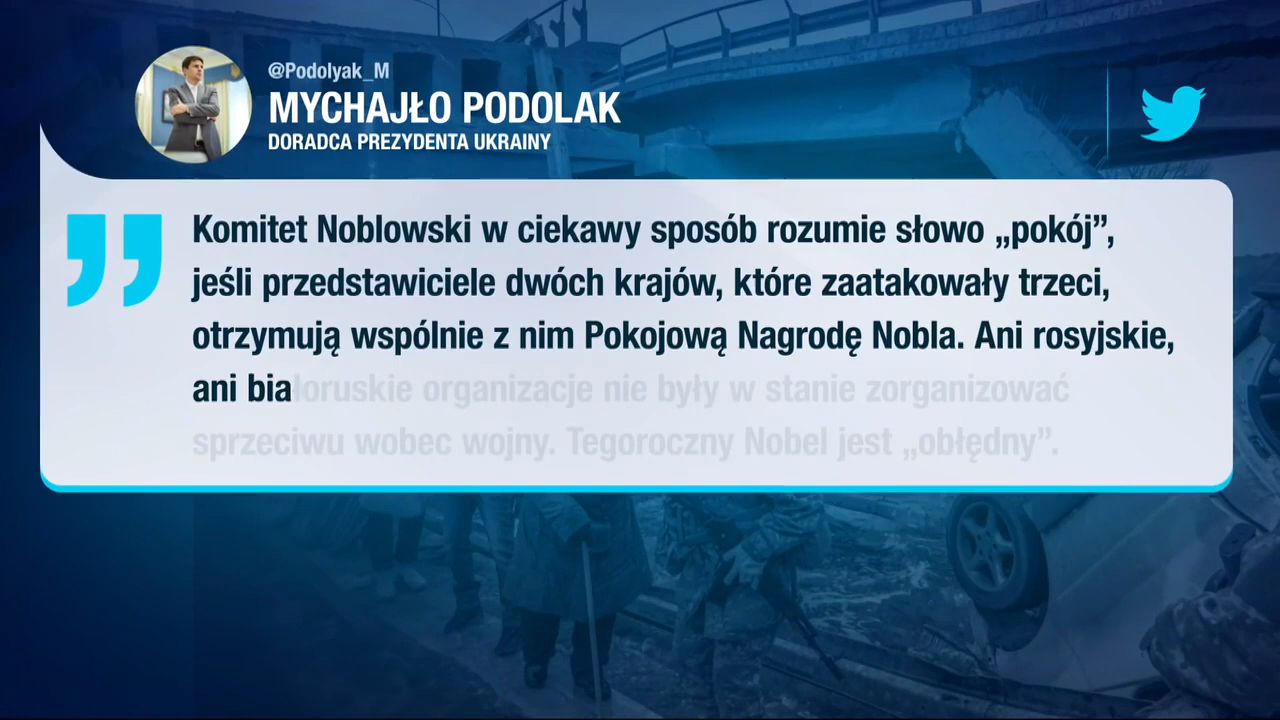 @Podolyak_M
MYCHAJŁO PODOLAK
DORADCA PREZYDENTA UKRAINY
Komitet Noblowski w ciekawy sposób rozumie słowo „pokój”,
jeśli przedstawiciele dwóch krajów, które zaatakowały trzeci,
otrzymują wspólnie z nim Pokojową Nagrodę Nobla. Ani rosyjskie,
ani białoruskie organizacje nie były w stanie zorganizować
sprzeciwu wobec wojny. Tegoroczny Nobel jest „obłędny”.